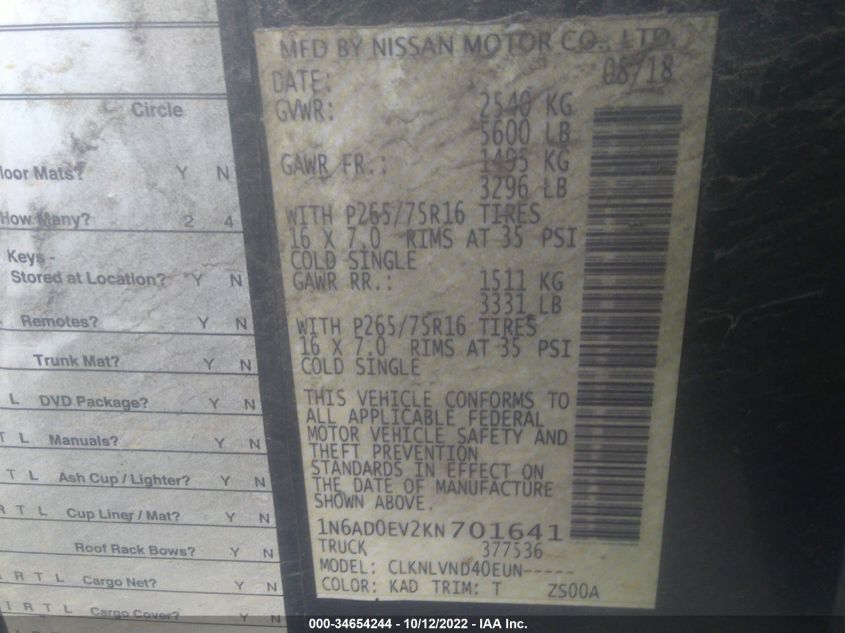 Circle
loor Mats? Y N
How Many? 2 4
Keys -
Stored at Location? Y N
Remotes? Y N
Trunk Mat? Y N
L DVD Package? Y N
T L Manuals? Y N
T L Ash Cup / Lighter? Y N
R T L Cup Liner / Mat? Y N
Roof Rack Bows? Y N
I R T L Cargo Net? Y N
I R T L Cargo Cover? Y N
MFD BY NISSAN MOTOR CO., LTD.
DATE: 08/18
GVWR: 2540 KG
5600 LB
GAWR FR.: 1495 KG
3296 LB
WITH P265/75R16 TIRES
16 X 7.0 RIMS AT 35 PSI
COLD SINGLE
GAWR RR.: 1511 KG
3331 LB
WITH P265/75R16 TIRES
16 X 7.0 RIMS AT 35 PSI
COLD SINGLE
THIS VEHICLE CONFORMS TO
ALL APPLICABLE FEDERAL
MOTOR VEHICLE SAFETY AND
THEFT PREVENTION
STANDARDS IN EFFECT ON
THE DATE OF MANUFACTURE
SHOWN ABOVE.
1N6AD0EV2KN701641
TRUCK 377536
MODEL: CLKNLVND40EUN-----
COLOR: KAD TRIM: T ZS00A
000-34654244 - 10/12/2022 - IAA Inc.